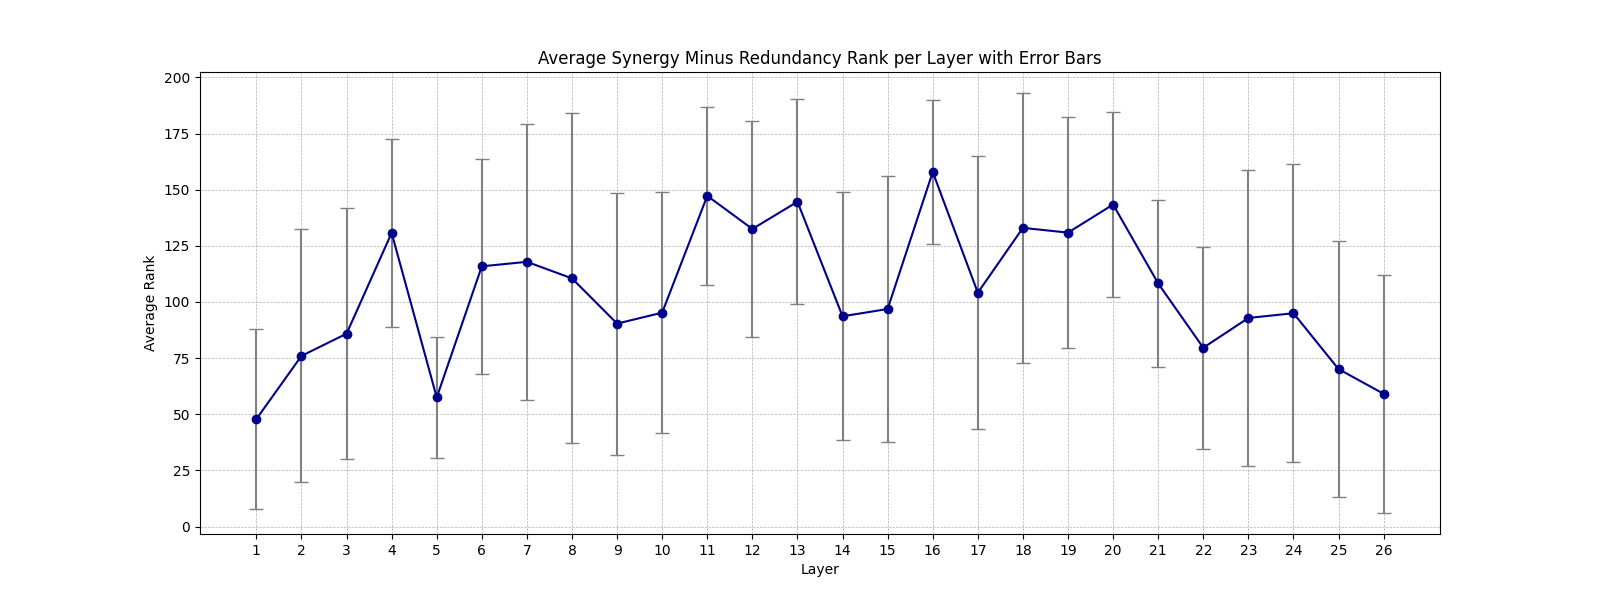 Average Synergy Minus Redundancy Rank per Layer with Error Bars
200
175
150
125
100
75
50
25
0
Average Rank
1 2 3 4 5 6 7 8 9 10 11 12 13 14 15 16 17 18 19 20 21 22 23 24 25 26
Layer